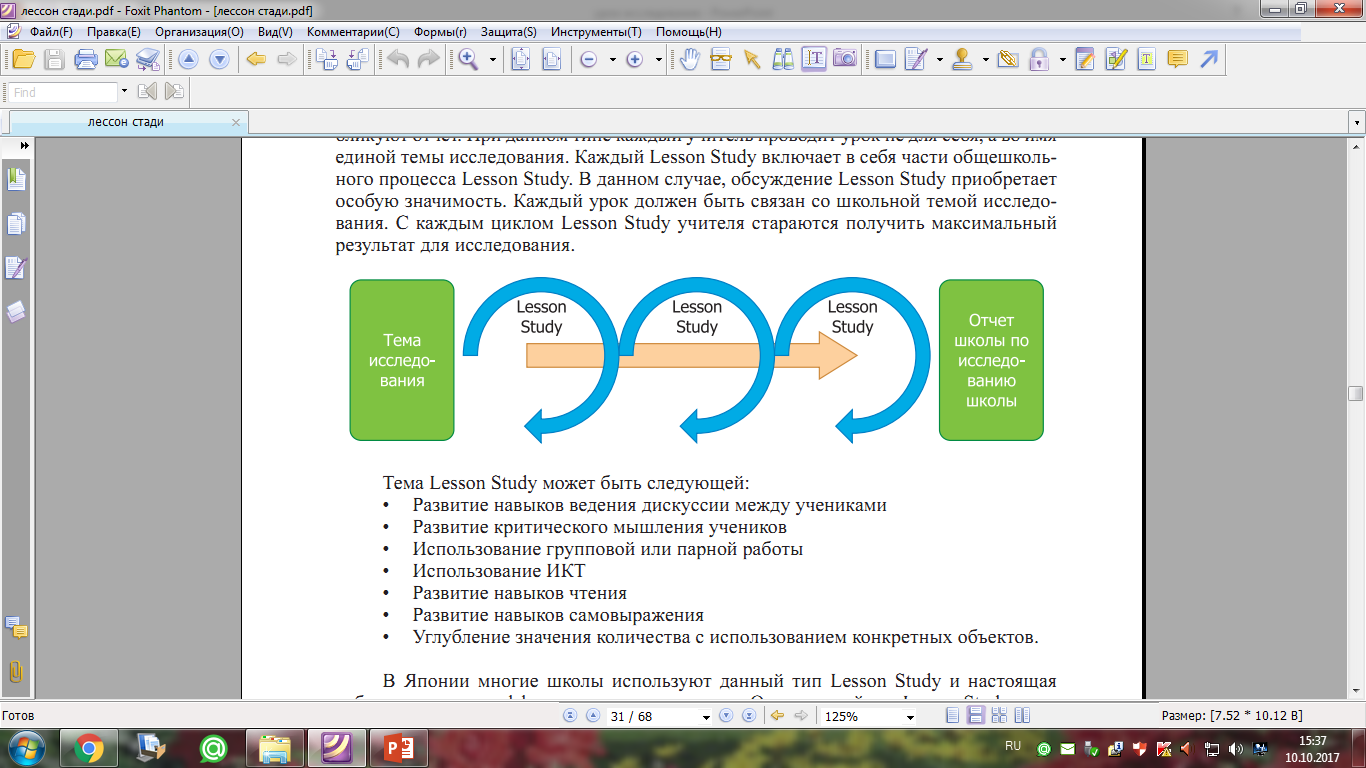 лессон стади.pdf - Foxit Phantom - [лессон стади.pdf]
Файл(F) Правка(E) Организация(O) Вид(V) Комментарии(C) Формы(r) Защита(S) Инструменты(T) Помощь(H)
Find
лессон стади
единой темы исследования. Каждый Lesson Study включает в себя части общешколь-
ного процесса Lesson Study. В данном случае, обсуждение Lesson Study приобретает
особую значимость. Каждый урок должен быть связан со школьной темой исследо-
вания. С каждым циклом Lesson Study учителя стараются получить максимальный
результат для исследования.
Тема
исследо-
вания
Lesson
Study
Lesson
Study
Lesson
Study
Отчет
школы по
исследо-
ванию
школы
Тема Lesson Study может быть следующей:
• Развитие навыков ведения дискуссии между учениками
• Развитие критического мышления учеников
• Использование групповой или парной работы
• Использование ИКТ
• Развитие навыков чтения
• Развитие навыков самовыражения
• Углубление значения количества с использованием конкретных объектов.
В Японии многие школы используют данный тип Lesson Study и настоящая
Готов
31 / 68
125%
Размер: [7.52 * 10.12 В]
RU
15:37
10.10.2017